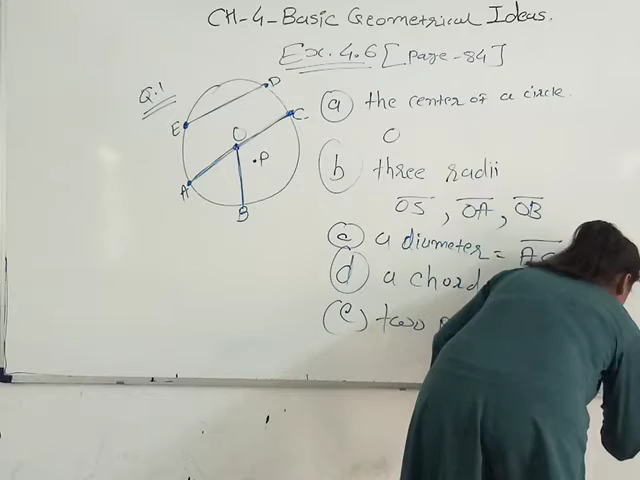 CH-4-Basic Geometrical Ideas.
Ex. 4.6 [page-84]
Q.1
D
C
E
O
P
A
B
(a) the center of a circle.
O
(b) three radii
OS, OA, OB
(c) a diameter =
(d) a chord
(e) two